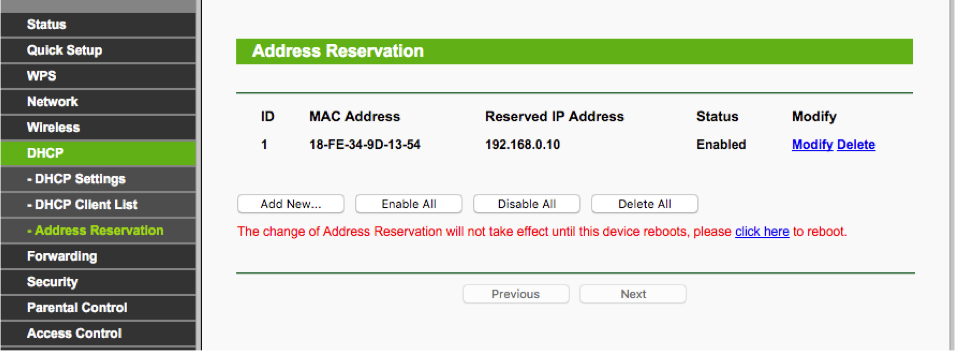 Status
Quick Setup
WPS
Network
Wireless
DHCP
- DHCP Settings
- DHCP Client List
- Address Reservation
Forwarding
Security
Parental Control
Access Control
Address Reservation
ID MAC Address Reserved IP Address Status Modify
1 18-FE-34-9D-13-54 192.168.0.10 Enabled Modify Delete
Add New... Enable All Disable All Delete All
The change of Address Reservation will not take effect until this device reboots, please click here to reboot.
Previous Next